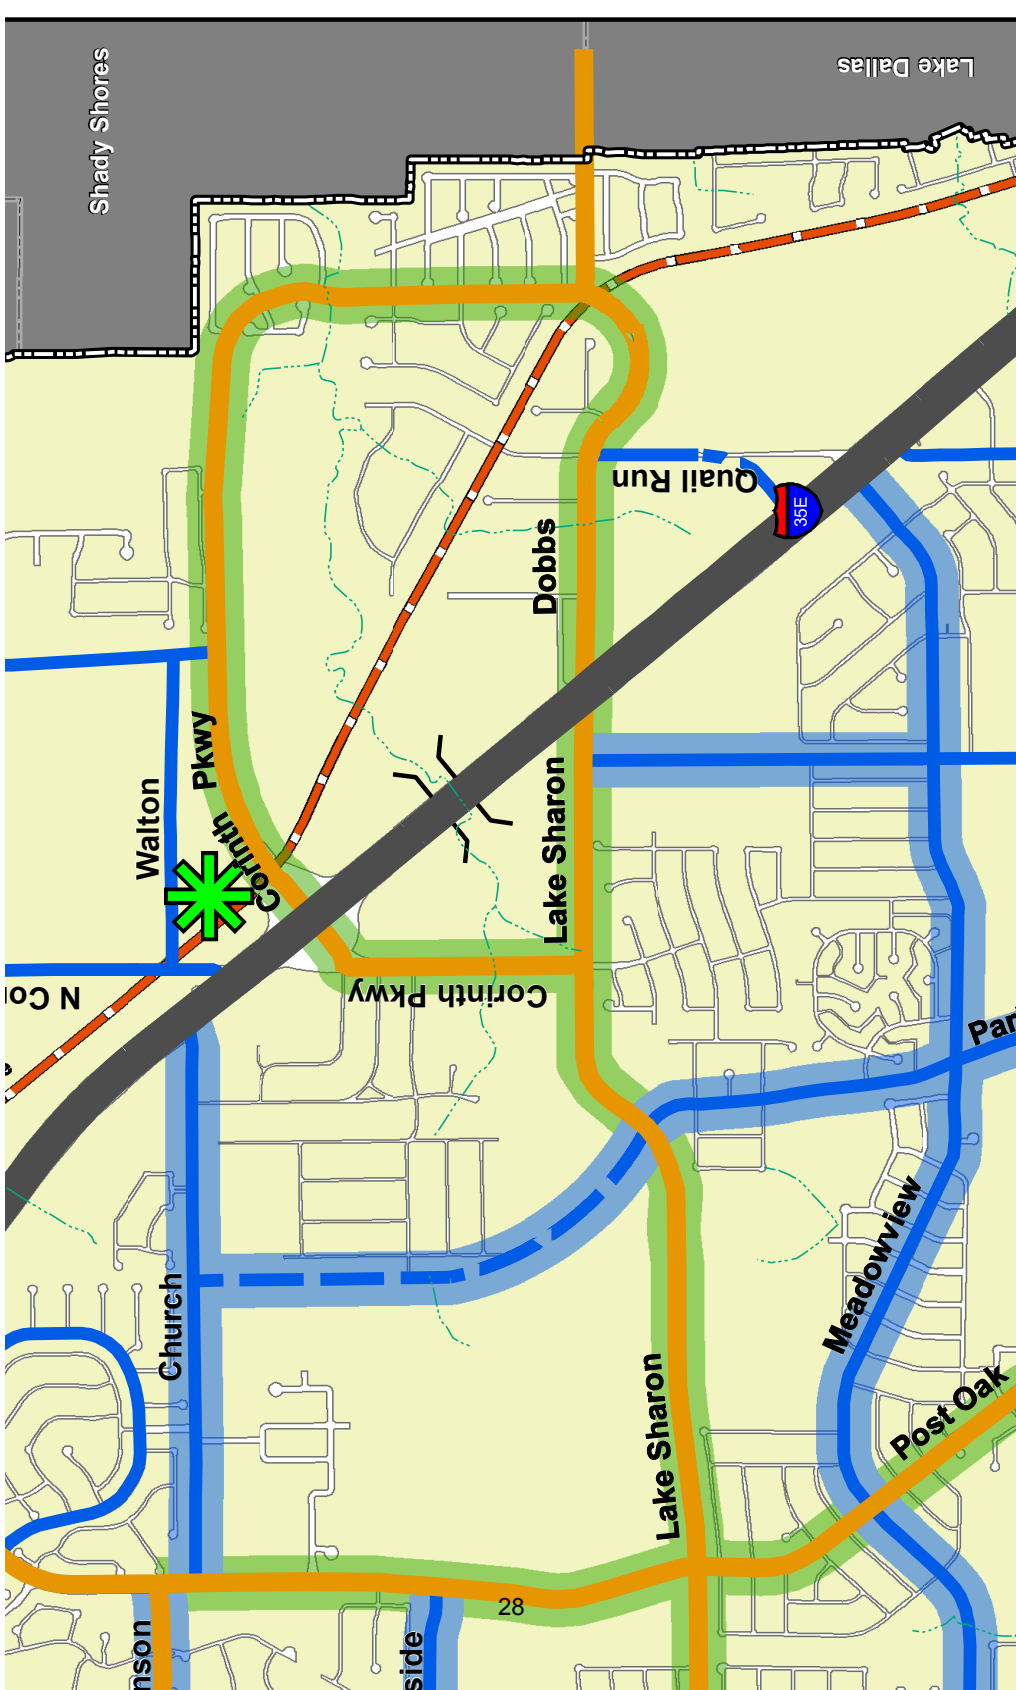 Shady Shores
Lake Dallas
Quail Run
35E
Dobbs
Pkwy
Corinth
Walton
Lake Sharon
Corinth Pkwy
N Cor
Par
Meadowview
Church
Lake Sharon
Post Oak
28
nson
side